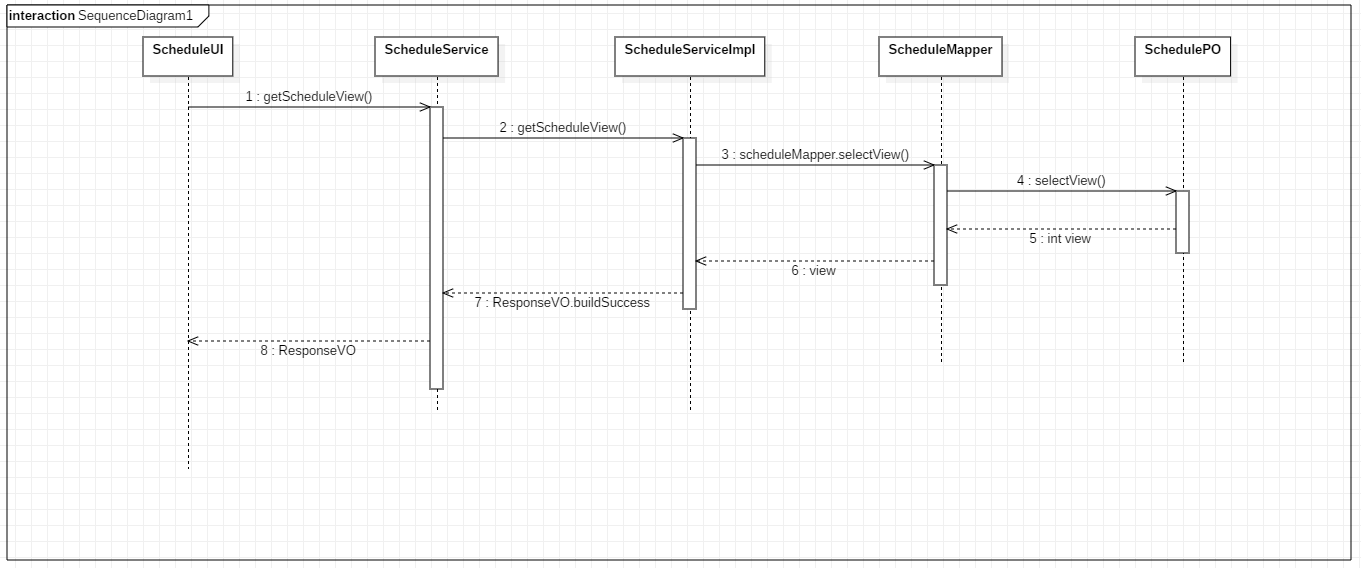 interaction SequenceDiagram1
ScheduleUI
ScheduleService
ScheduleServiceImpl
ScheduleMapper
SchedulePO
1 : getScheduleView()
2 : getScheduleView()
3 : scheduleMapper.selectView()
4 : selectView()
5 : int view
6 : view
7 : ResponseVO.buildSuccess
8 : ResponseVO